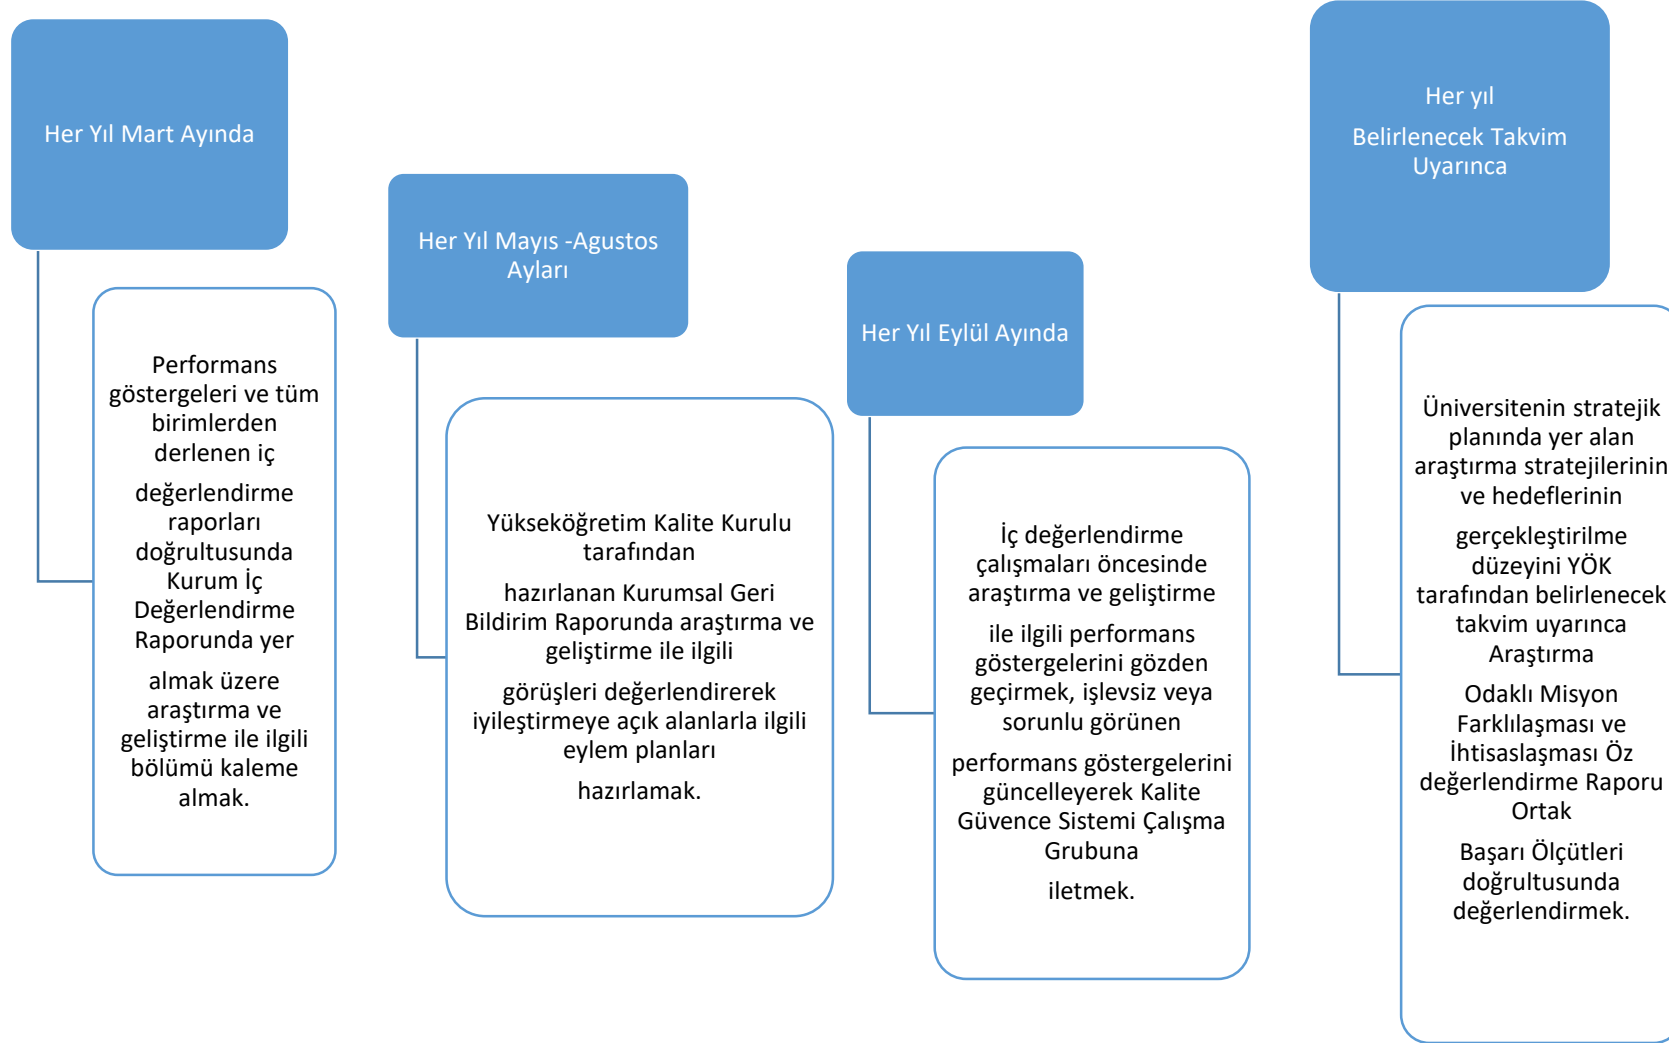 Her Yıl Mart Ayında
Performans
göstergeleri ve tüm
birimlerden
derlenen iç
değerlendirme
raporları
doğrultusunda
Kurum İç
Değerlendirme
Raporunda yer
almak üzere
araştırma ve
geliştirme ile ilgili
bölümü kaleme
almak.
Her Yıl Mayıs -Agustos
Ayları
Yükseköğretim Kalite Kurulu
tarafından
hazırlanan Kurumsal Geri
Bildirim Raporunda araştırma ve
geliştirme ile ilgili
görüşleri değerlendirerek
iyileştirmeye açık alanlarla ilgili
eylem planları
hazırlamak.
Her Yıl Eylül Ayında
İç değerlendirme
çalışmaları öncesinde
araştırma ve geliştirme
ile ilgili performans
göstergelerini gözden
geçirmek, işlevsiz veya
sorunlu görünen
performans göstergelerini
güncelleyerek Kalite
Güvence Sistemi Çalışma
Grubuna
iletmek.
Her yıl
Belirlenecek Takvim
Uyarınca
Üniversitenin stratejik
planında yer alan
araştırma stratejilerinin
ve hedeflerinin
gerçekleştirilme
düzeyini YÖK
tarafından belirlenecek
takvim uyarınca
Araştırma
Odaklı Misyon
Farklılaşması ve
İhtisaslaşması Öz
değerlendirme Raporu
Ortak
Başarı Ölçütleri
doğrultusunda
değerlendirmek.